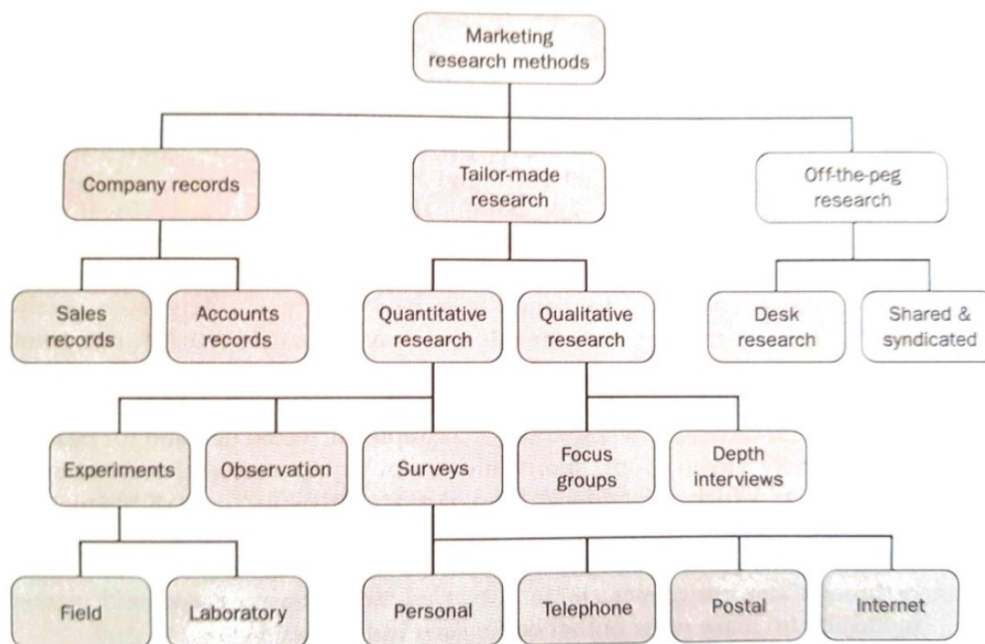 Marketing
research methods
Company records
Tailor-made
research
Off-the-peg
research
Sales
records
Accounts
records
Quantitative
research
Qualitative
research
Desk
research
Shared &
syndicated
Experiments
Observation
Surveys
Focus
groups
Depth
interviews
Field
Laboratory
Personal
Telephone
Postal
Internet